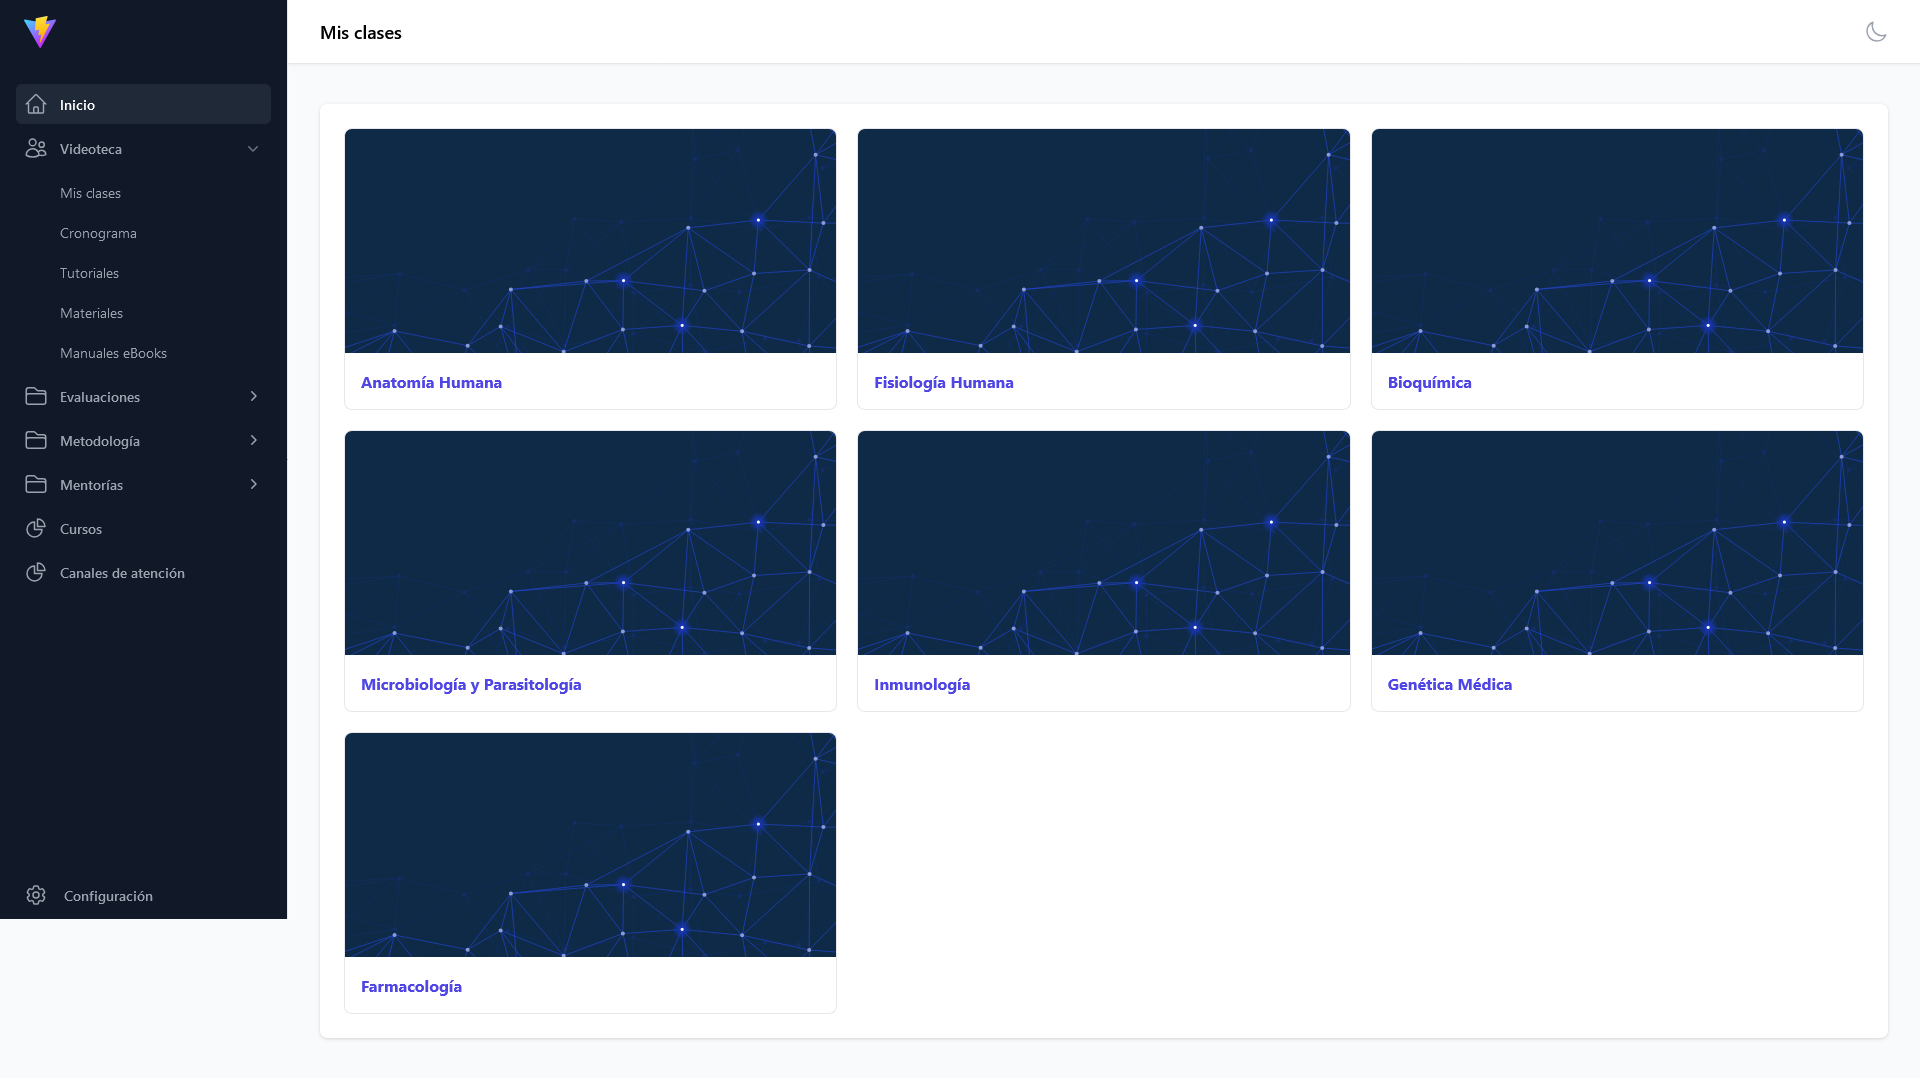 Mis clases
Inicio
Videoteca
Mis clases
Cronograma
Tutoriales
Materiales
Manuales eBooks
Evaluaciones
Metodología
Mentorías
Cursos
Canales de atención
Configuración
Anatomía Humana
Fisiología Humana
Bioquímica
Microbiología y Parasitología
Inmunología
Genética Médica
Farmacología